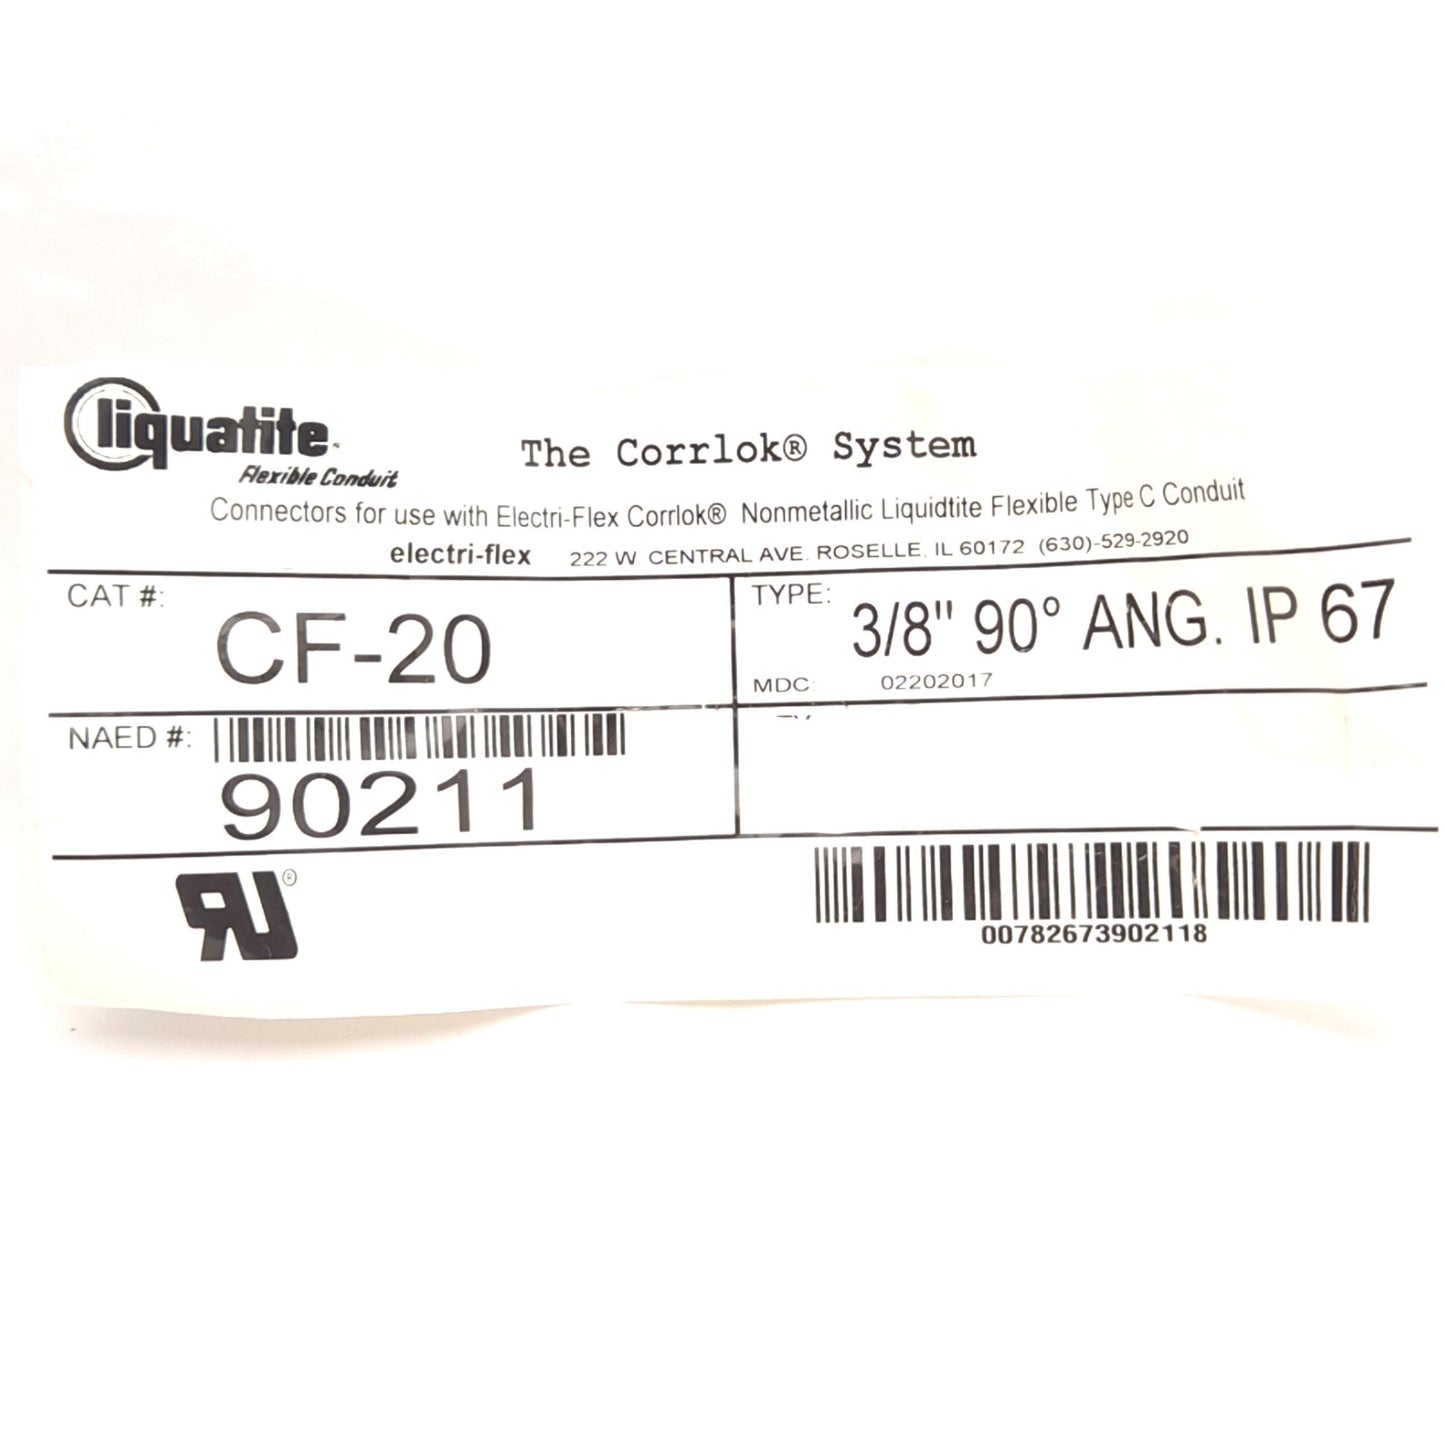 liquatite™
Flexible Conduit
The Corrlok® System
Connectors for use with Electri-Flex Corrlok® Nonmetallic Liquidtite Flexible Type C Conduit
electri-flex 222 W. CENTRAL AVE. ROSELLE, IL 60172 (630)-529-2920
CAT #:
CF-20
TYPE: 3/8" 90° ANG. IP 67
MDC: 02202017
NAED #:
90211
RU®
00782673902118